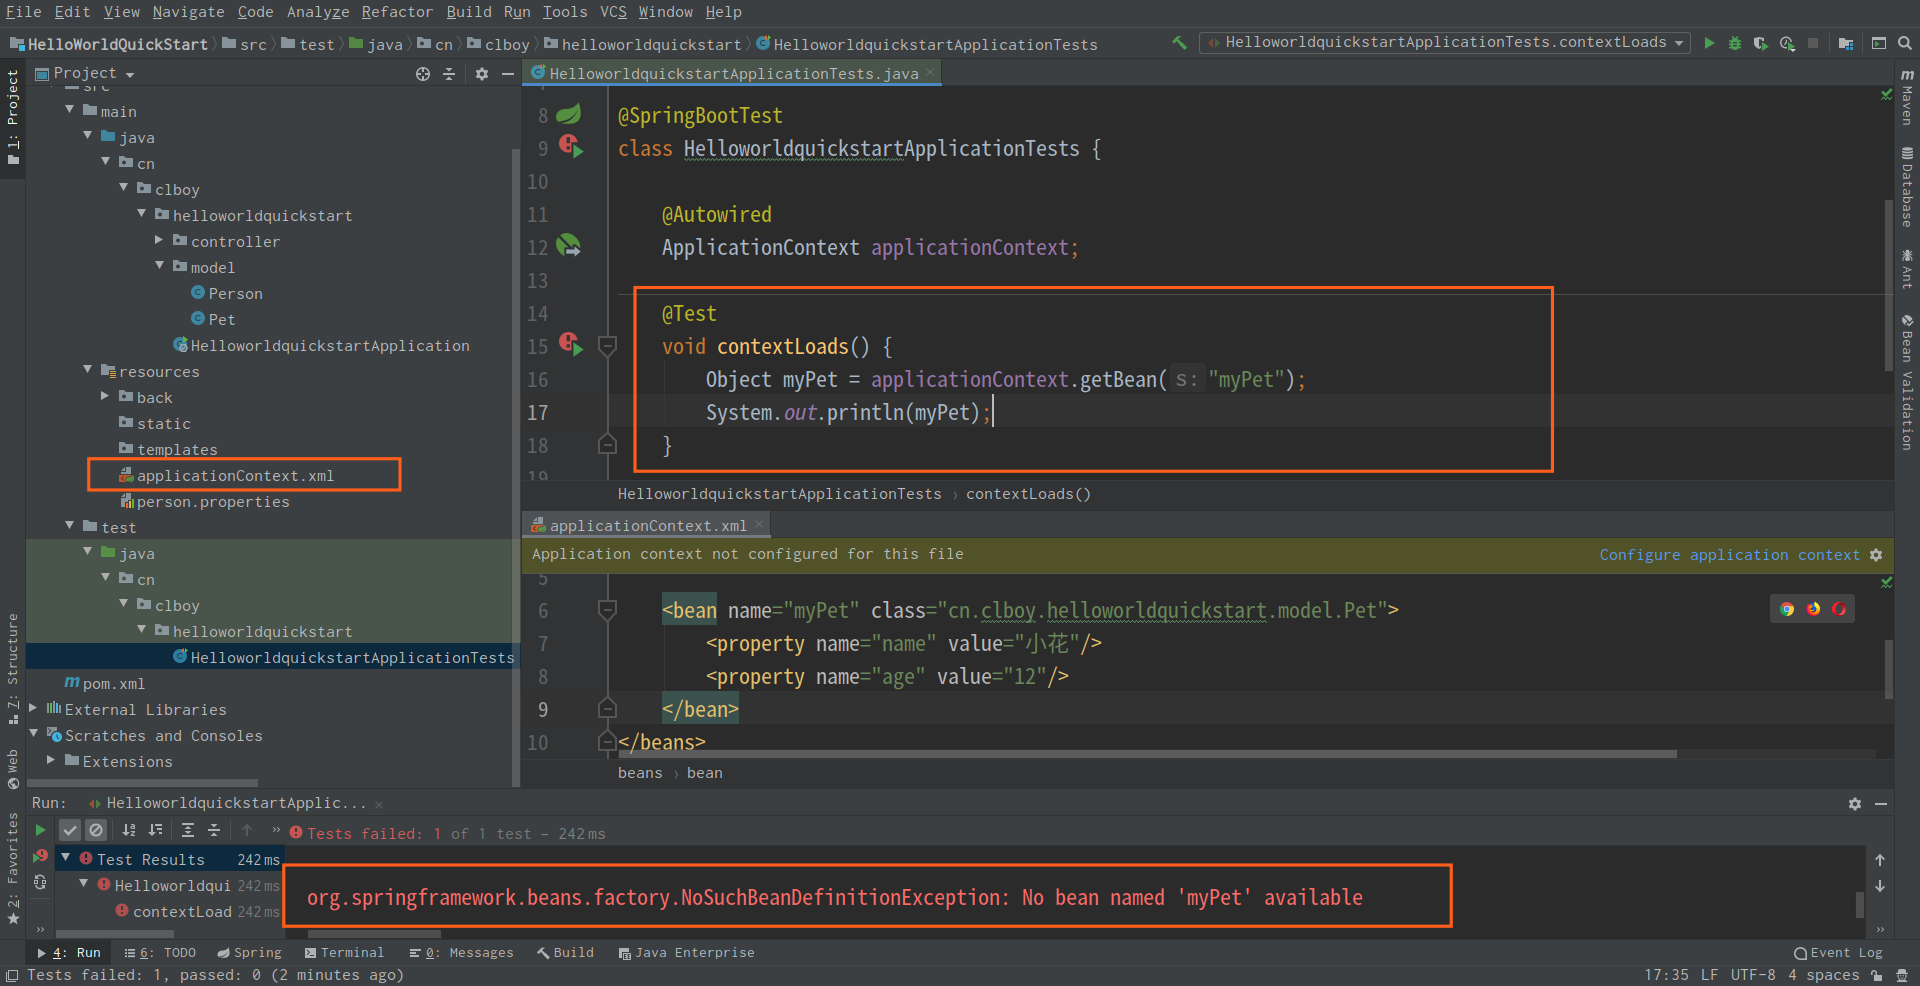 File Edit View Navigate Code Analyze Refactor Build Run Tools VCS Window Help
HelloWorldQuickStart src test java cn clboy helloworldquickstart HelloworldquickstartApplicationTests
HelloworldquickstartApplicationTests.contextLoads
1: Project
7: Structure
Web
2: Favorites
Project
src
main
java
cn
clboy
helloworldquickstart
controller
model
Person
Pet
HelloworldquickstartApplication
resources
back
static
templates
applicationContext.xml
person.properties
test
java
cn
clboy
helloworldquickstart
HelloworldquickstartApplicationTests
pom.xml
External Libraries
Scratches and Consoles
Extensions
HelloworldquickstartApplicationTests.java
8 @SpringBootTest
9 class HelloworldquickstartApplicationTests {
10
11 @Autowired
12 ApplicationContext applicationContext;
13
14 @Test
15 void contextLoads() {
16 Object myPet = applicationContext.getBean( s: "myPet");
17 System.out.println(myPet);
18 }
19
HelloworldquickstartApplicationTests › contextLoads()
applicationContext.xml
Application context not configured for this file
Configure application context
5
6 <bean name="myPet" class="cn.clboy.helloworldquickstart.model.Pet">
7 <property name="name" value="小花"/>
8 <property name="age" value="12"/>
9 </bean>
10 </beans>
beans › bean
Maven
Database
Ant
Bean Validation
Run: HelloworldquickstartApplic...
Tests failed: 1 of 1 test – 242 ms
Test Results 242 ms
Helloworldqui 242 ms
contextLoad 242 ms
org.springframework.beans.factory.NoSuchBeanDefinitionException: No bean named 'myPet' available
4: Run 6: TODO Spring Terminal 0: Messages Build Java Enterprise Event Log
Tests failed: 1, passed: 0 (2 minutes ago)
17:35 LF UTF-8 4 spaces